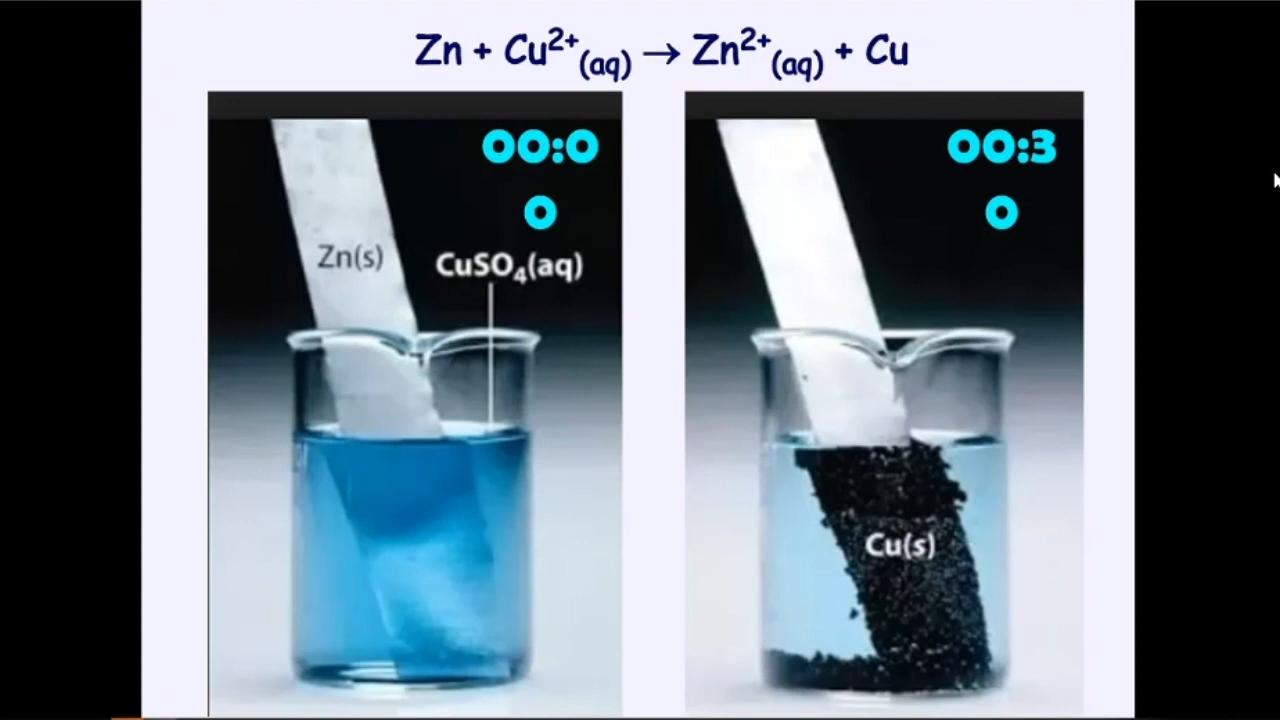 Zn + Cu²⁺(aq) → Zn²⁺(aq) + Cu
00:0
0
Zn(s)
CuSO₄(aq)
00:3
0
Cu(s)